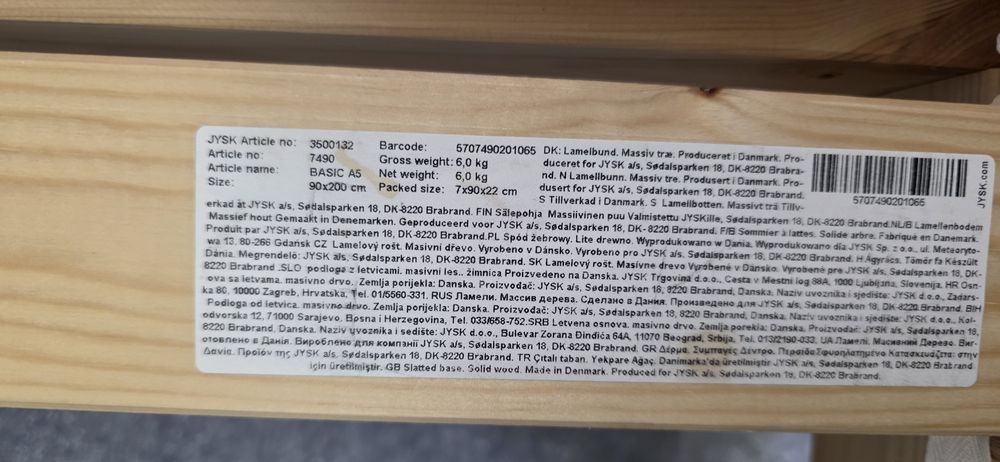 JYSK Article no: 3500132 Barcode: 5707490201065
Article no: 7490 Gross weight: 6,0 kg
Article name: BASIC A5 Net weight: 6,0 kg
Size: 90x200 cm Packed size: 7x90x22 cm
DK: Lamelbund. Massiv træ. Produceret i Danmark. Pro-
duceret for JYSK a/s, Sødalsparken 18, DK-8220 Brabra-
nd. N Lamellbunn. Massiv tre. Produsert i Danmark. Pro-
dusert for JYSK a/s, Sødalsparken 18, DK-8220 Brabrand.
S Tillverkad i Danmark. S Lamellbotten. Massivt trä Tillv-
5707490201065
JYSK.com
erkad åt JYSK a/s, Sødalsparken 18, DK-8220 Brabrand. FIN Sälepohja Massiivinen puu Valmistettu JYSKille, Sødalsparken 18, DK-8220 Brabrand.NL/B Lamellenbodem
Massief hout Gemaakt in Denemarken. Geproduceerd voor JYSK a/s, Sødalsparken 18, DK-8220 Brabrand. F/B Sommier à lattes. Solide arbre. Fabriqué en Danemark.
Produit par JYSK a/s, Sødalsparken 18, DK-8220 Brabrand.PL Spód żebrowy. Lite drewno. Wyprodukowano w Dania. Wyprodukowano dla JYSK Sp. z o.o., ul. Meteoryto-
wa 13, 80-266 Gdańsk CZ Lamelový rošt. Masivní dřevo. Vyrobeno v Dánsko. Vyrobeno pro JYSK a/s, Sødalsparken 18, DK-8220 Brabrand. H Ágyrács. Tömör fa Készült
Dánia. Megrendelő: JYSK a/s, Sødalsparken 18, DK-8220 Brabrand. SK Lamelový rošt. Masívne drevo Vyrobené v Dánsko. Vyrobené pre JYSK a/s, Sødalsparken 18, DK-
8220 Brabrand .SLO podloga z letvicami. masivni les.. žimnica Proizvedeno na Danska. JYSK Trgovina d.o.o., Cesta v Mestni log 88A, 1000 Ljubljana, Slovenija. HR Osn-
ova sa letvama. masivno drvo. Zemlja porijekla: Danska. Proizvođač: JYSK a/s, Sødalsparken 18, 8220 Brabrand, Danska. Naziv uvoznika i sjedište: JYSK d.o.o., Zadars-
ka 80, 10000 Zagreb, Hrvatska, Tel. 01/5560-331. RUS Ламели. Массив дерева. Сделано в Дания. Произведено для JYSK a/s, Sødalsparken 18, DK-8220 Brabrand. BIH
Podloga od letvica. masivno drvo. Zemlja porijekla: Danska. Proizvođač: JYSK a/s, Sødalsparken 18, 8220 Brabrand, Danska. Naziv uvoznika i sjedište: JYSK d.o.o., Kal-
odvorska 12, 71000 Sarajevo, Bosna i Herzegovina, Tel. 033/658-752.SRB Letvena osnova. masivno drvo. Zemlja porekla: Danska. Proizvođač: JYSK a/s, Sødalsparken 18,
8220 Brabrand, Danska. Naziv uvoznika i sedište: JYSK d.o.o., Bulevar Zorana Đinđića 64A, 11070 Beograd, Srbija, Tel. UA Ламелі. Масивний Дерево. Виг-
отовлено в Данія. Вироблено для компанії JYSK a/s, Sødalsparken 18, DK-8220 Brabrand. GR Δέρμα. Συμπαγές Δέντρο. Κατασκευάζεται: στην
Δανία. Προϊόν της JYSK a/s, Sødalsparken 18, DK-8220 Brabrand. TR Çıtalı taban. Yekpare Ağaç. Danimarka'da üretilmiştir JYSK a/s, Sødalsparken 18, DK-8220 Brabrand
için üretilmiştir. GB Slatted base. Solid wood. Made in Denmark. Produced for JYSK a/s, Sødalsparken 18, DK-8220 Brabrand.